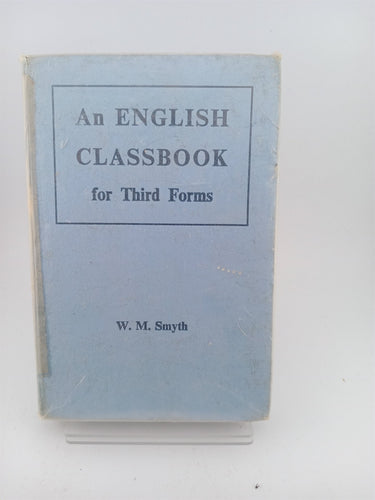 An ENGLISH
CLASSBOOK
for Third Forms
W. M. Smyth